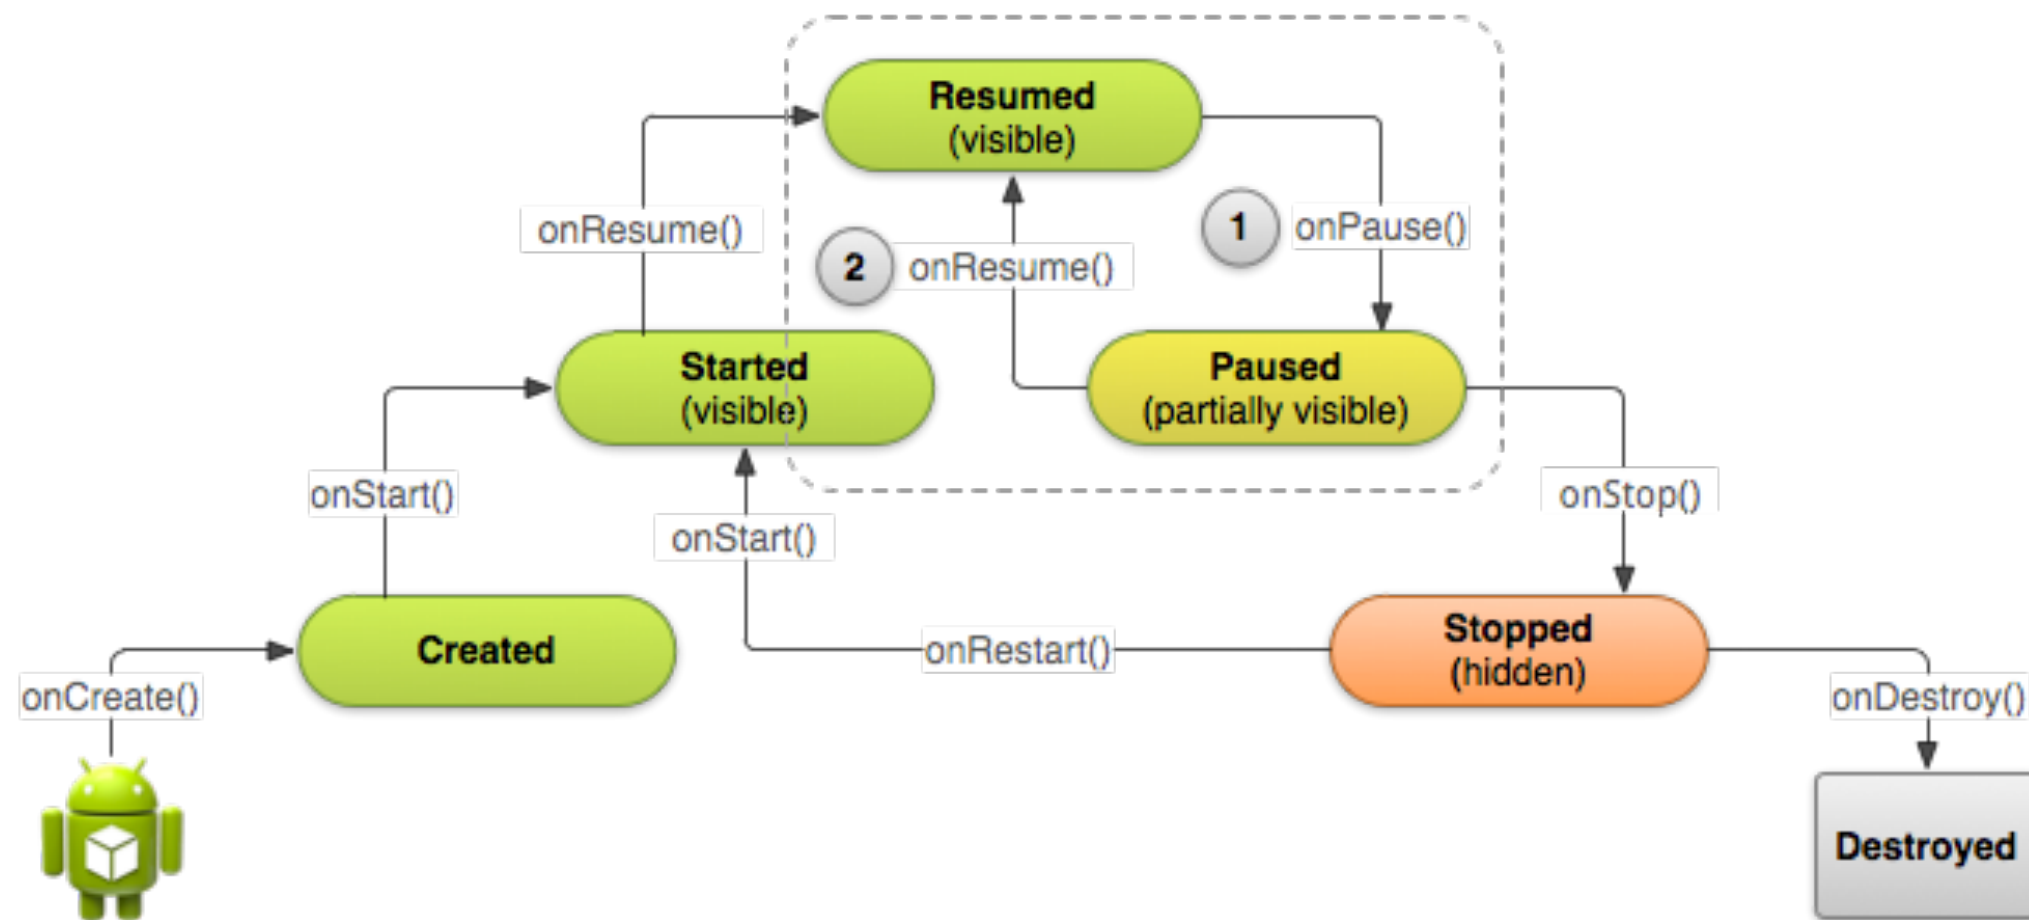 Resumed
(visible)
onResume()
1
onPause()
2
onResume()
Started
(visible)
Paused
(partially visible)
onStart()
onStop()
onStart()
Created
onRestart()
Stopped
(hidden)
onCreate()
onDestroy()
Destroyed